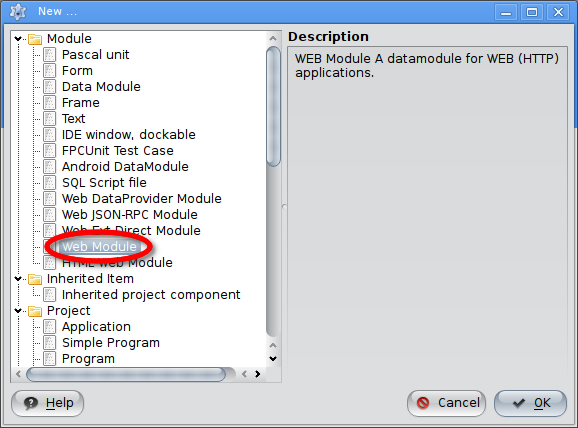 New ...
Module
Pascal unit
Form
Data Module
Frame
Text
IDE window, dockable
FPCUnit Test Case
Android DataModule
SQL Script file
Web DataProvider Module
Web JSON-RPC Module
Web Ext Direct Module
Web Module
HTML Web Module
Inherited Item
Inherited project component
Project
Application
Simple Program
Program
Description
WEB Module A datamodule for WEB (HTTP)
applications.
Help
Cancel
OK